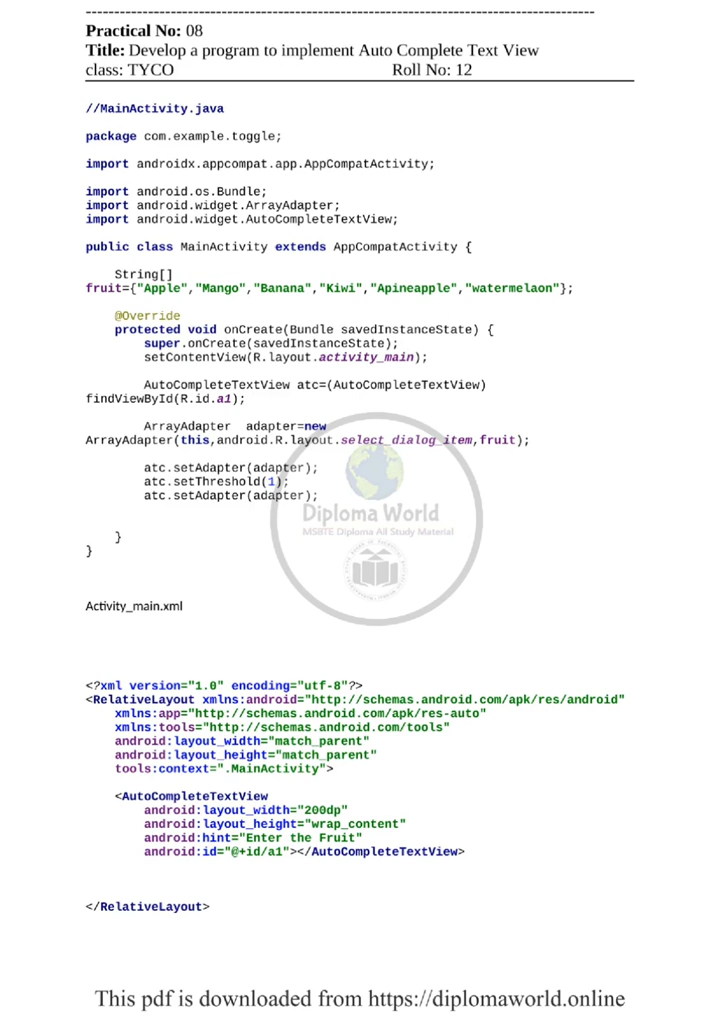 --------------------------------------------------------------------------------------------
Practical No: 08
Title: Develop a program to implement Auto Complete Text View
class: TYCO Roll No: 12
//MainActivity.java
package com.example.toggle;
import androidx.appcompat.app.AppCompatActivity;
import android.os.Bundle;
import android.widget.ArrayAdapter;
import android.widget.AutoCompleteTextView;
public class MainActivity extends AppCompatActivity {
String[]
fruit={"Apple","Mango","Banana","Kiwi","Apineapple","watermelaon"};
@Override
protected void onCreate(Bundle savedInstanceState) {
super.onCreate(savedInstanceState);
setContentView(R.layout.activity_main);
AutoCompleteTextView atc=(AutoCompleteTextView)
findViewById(R.id.a1);
ArrayAdapter adapter=new
ArrayAdapter(this,android.R.layout.select_dialog_item,fruit);
atc.setAdapter(adapter);
atc.setThreshold(1);
atc.setAdapter(adapter);
Diploma World
MSBTE Diploma All Study Material
}
}
Activity_main.xml
<?xml version="1.0" encoding="utf-8"?>
<RelativeLayout xmlns:android="http://schemas.android.com/apk/res/android"
xmlns:app="http://schemas.android.com/apk/res-auto"
xmlns:tools="http://schemas.android.com/tools"
android:layout_width="match_parent"
android:layout_height="match_parent"
tools:context=".MainActivity">
<AutoCompleteTextView
android:layout_width="200dp"
android:layout_height="wrap_content"
android:hint="Enter the Fruit"
android:id="@+id/a1"></AutoCompleteTextView>
</RelativeLayout>
This pdf is downloaded from https://diplomaworld.online